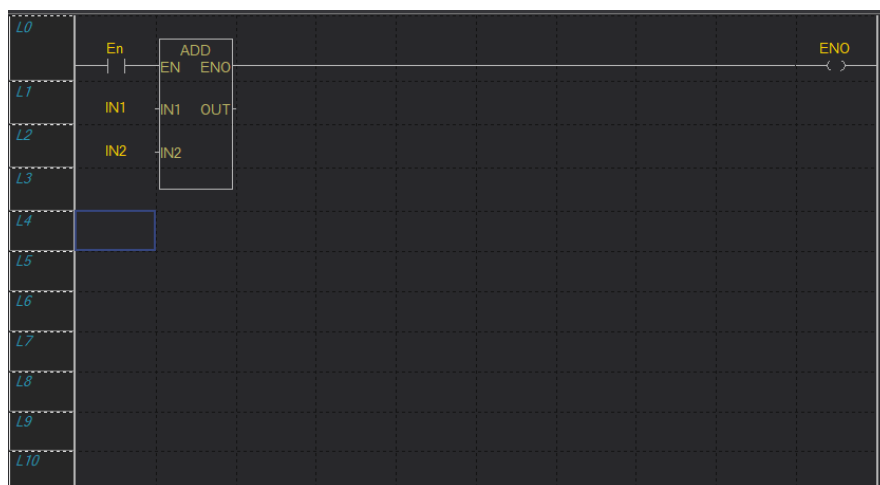 L0
En ADD ENO
EN ENO
L1
IN1 IN1 OUT
L2
IN2 IN2
L3
L4
L5
L6
L7
L8
L9
L10